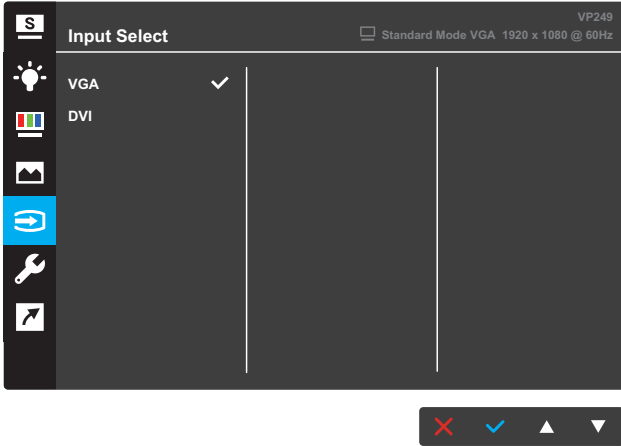 S
VP249
Input Select
Standard Mode VGA 1920 x 1080 @ 60Hz
VGA
DVI